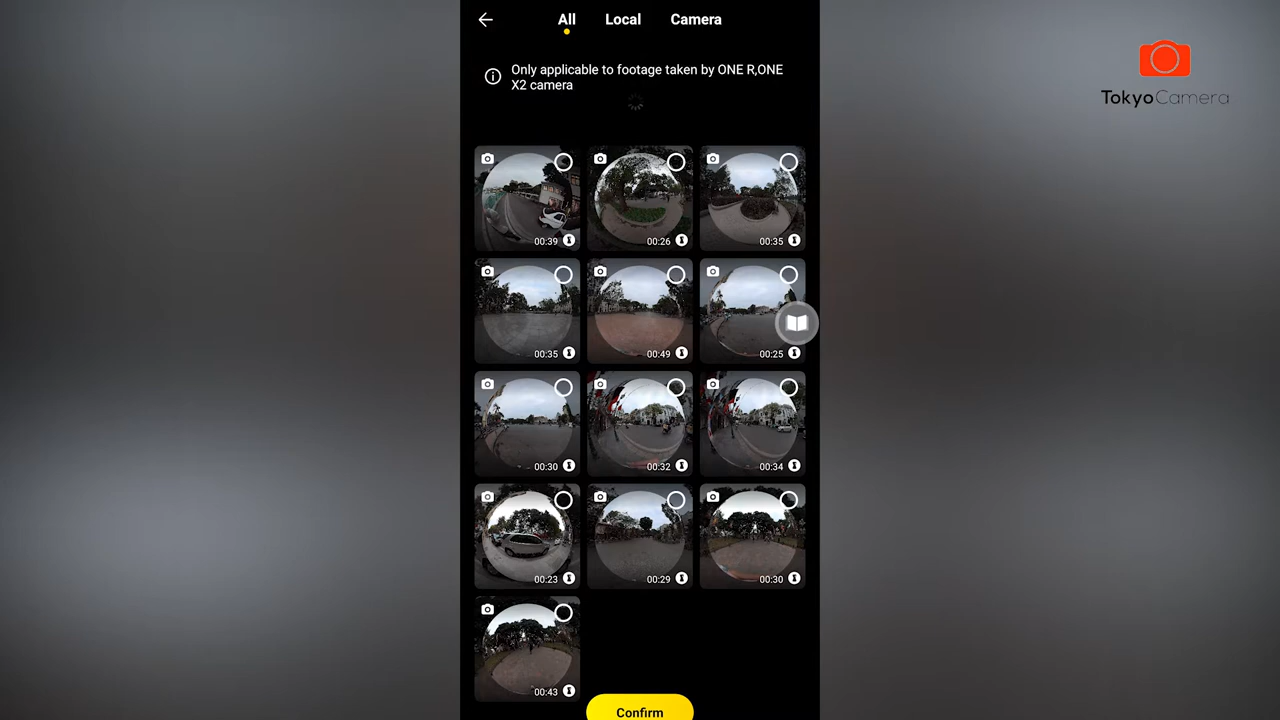 All Local Camera
Only applicable to footage taken by ONE R,ONE
X2 camera
TokyoCamera
00:39 00:26 00:35
00:35 00:49 00:25
00:30 00:32 00:34
00:23 00:29 00:30
00:43
Confirm